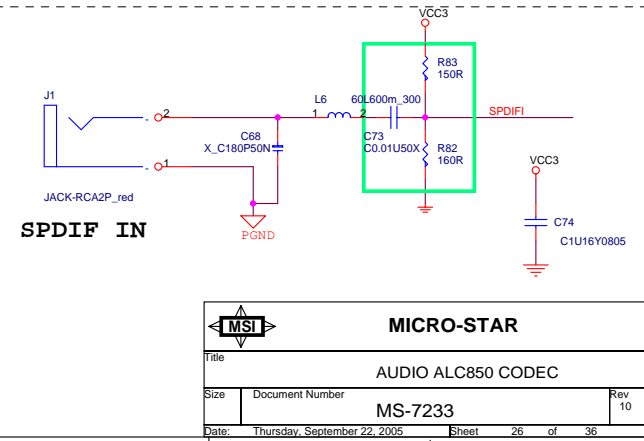 VCC3
R83
150R
J1
L6
60L600m_300
2
1
2
SPDIFI
C68
X_C180P50N
C73
C0.01U50X
R82
160R
1
VCC3
JACK-RCA2P_red
C74
SPDIF IN
PGND
C1U16Y0805
MSI
MICRO-STAR
Title
AUDIO ALC850 CODEC
Size
Document Number
Rev
MS-7233
10
Date:
Thursday, September 22, 2005
Sheet
26
of
36